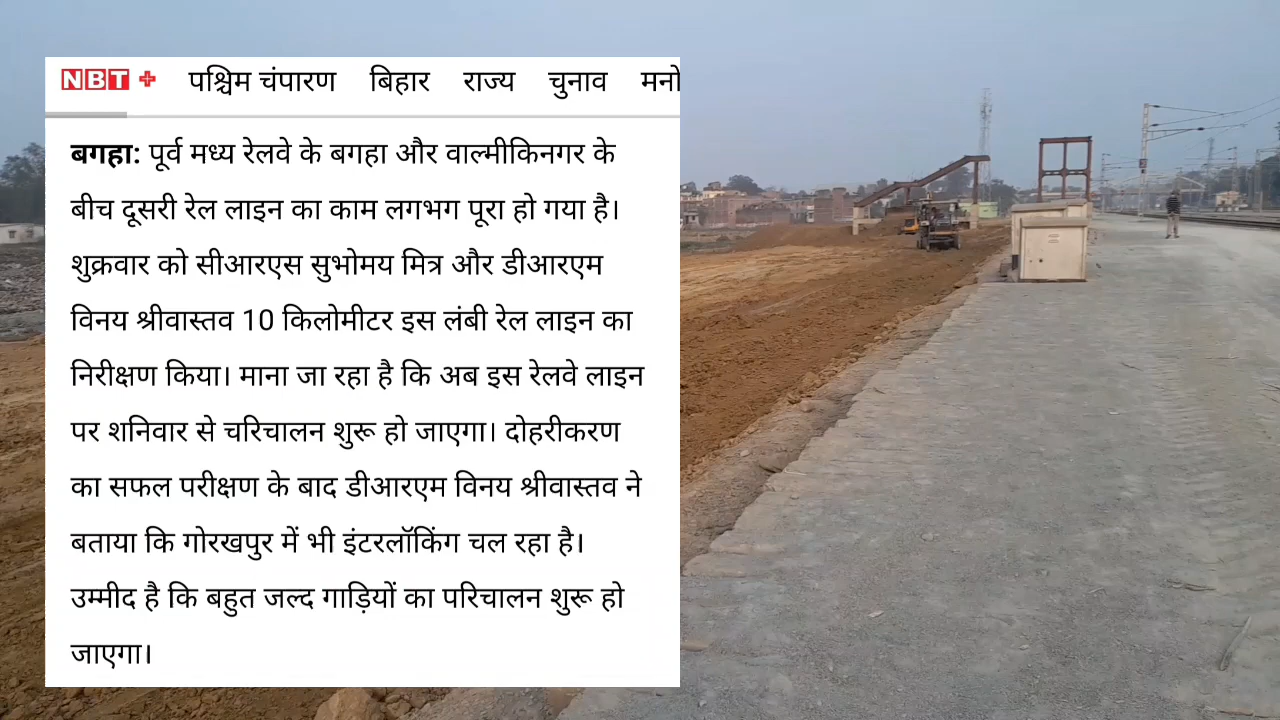 NBT + पश्चिम चंपारण बिहार राज्य चुनाव मनो
बगहा: पूर्व मध्य रेलवे के बगहा और वाल्मीकिनगर के
बीच दूसरी रेल लाइन का काम लगभग पूरा हो गया है।
शुक्रवार को सीआरएस सुभोमय मित्र और डीआरएम
विनय श्रीवास्तव 10 किलोमीटर इस लंबी रेल लाइन का
निरीक्षण किया। माना जा रहा है कि अब इस रेलवे लाइन
पर शनिवार से चरिचालन शुरू हो जाएगा। दोहरीकरण
का सफल परीक्षण के बाद डीआरएम विनय श्रीवास्तव ने
बताया कि गोरखपुर में भी इंटरलॉकिंग चल रहा है।
उम्मीद है कि बहुत जल्द गाड़ियों का परिचालन शुरू हो
जाएगा।